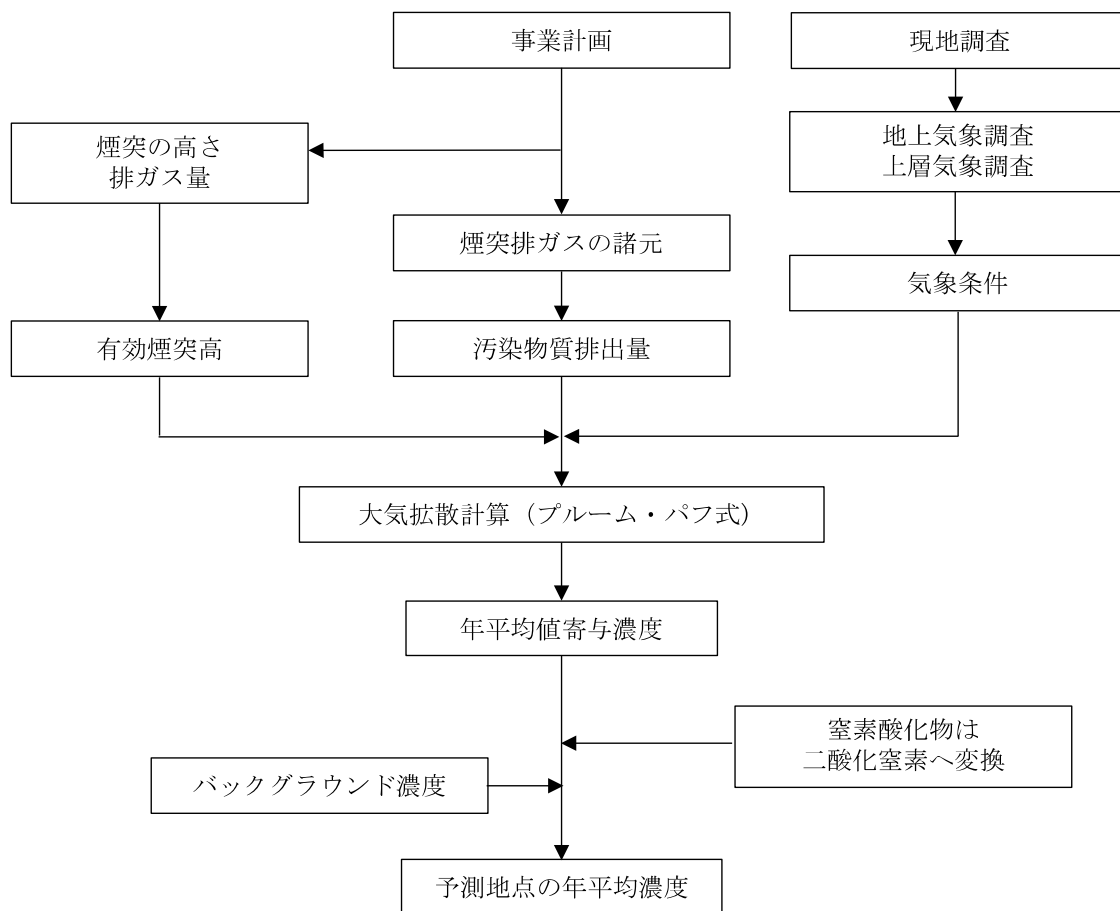 事業計画
現地調査
煙突の高さ
排ガス量
地上気象調査
上層気象調査
煙突排ガスの諸元
気象条件
有効煙突高
汚染物質排出量
大気拡散計算（プルーム・パフ式）
年平均値寄与濃度
窒素酸化物は
二酸化窒素へ変換
バックグラウンド濃度
予測地点の年平均濃度